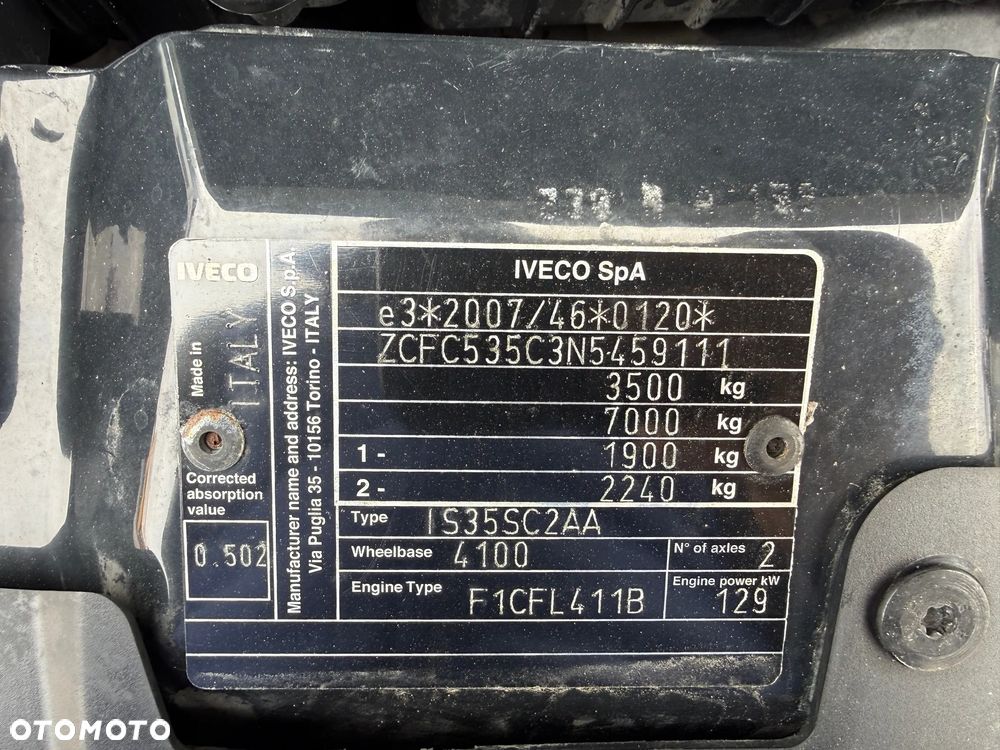 IVECO
Made in
ITALY
Corrected
absorption
value
0.502
Manufacturer name and address: IVECO S.p.A.
Via Puglia 35 - 10156 Torino - ITALY
IVECO SpA
e3*2007/46*0120*
ZCFC535C3N5459111
3500 kg
7000 kg
1 - 1900 kg
2 - 2240 kg
Type IS35SC2AA
Wheelbase 4100 N° of axles 2
Engine Type F1CFL411B Engine power kW 129
OTOMOTO